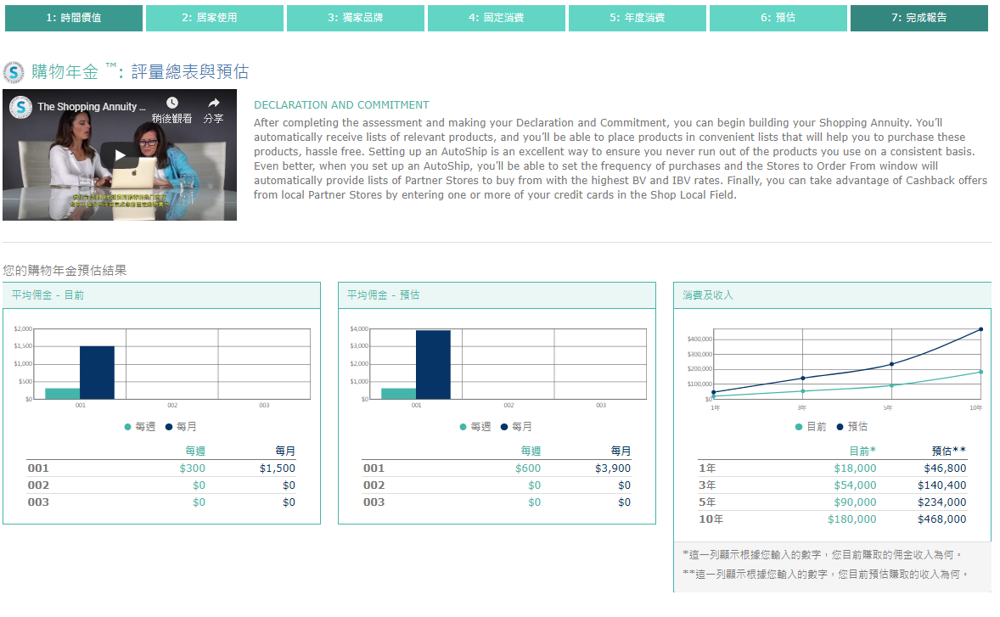 1: 時間價值
2: 居家使用
3: 獨家品牌
4: 固定消費
5: 年度消費
6: 預估
7: 完成報告
購物年金 ™: 評量總表與預估
The Shopping Annuity ...
稍後觀看
分享
DECLARATION AND COMMITMENT
After completing the assessment and making your Declaration and Commitment, you can begin building your Shopping Annuity. You’ll
automatically receive lists of relevant products, and you’ll be able to place products in convenient lists that will help you to purchase these
products, hassle free. Setting up an AutoShip is an excellent way to ensure you never run out of the products you use on a consistent basis.
Even better, when you set up an AutoShip, you’ll be able to set the frequency of purchases and the Stores to Order From window will
automatically provide lists of Partner Stores to buy from with the highest BV and IBV rates. Finally, you can take advantage of Cashback offers
from local Partner Stores by entering one or more of your credit cards in the Shop Local Field.
您的購物年金預估結果
平均佣金 - 目前
$2,000
$1,500
$1,000
$500
$0
001
002
003
每週
每月
每週 每月
001 $300 $1,500
002 $0 $0
003 $0 $0
平均佣金 - 預估
$4,000
$3,000
$2,000
$1,000
$0
001
002
003
每週
每月
每週 每月
001 $600 $3,900
002 $0 $0
003 $0 $0
消費及收入
$400,000
$300,000
$200,000
$100,000
$0
1年
3年
5年
10年
目前
預估
目前* 預估**
1年 $18,000 $46,800
3年 $54,000 $140,400
5年 $90,000 $234,000
10年 $180,000 $468,000
*這一列顯示根據您輸入的數字，您目前賺取的佣金收入為何。
**這一列顯示根據您輸入的數字，您目前預估賺取的收入為何。